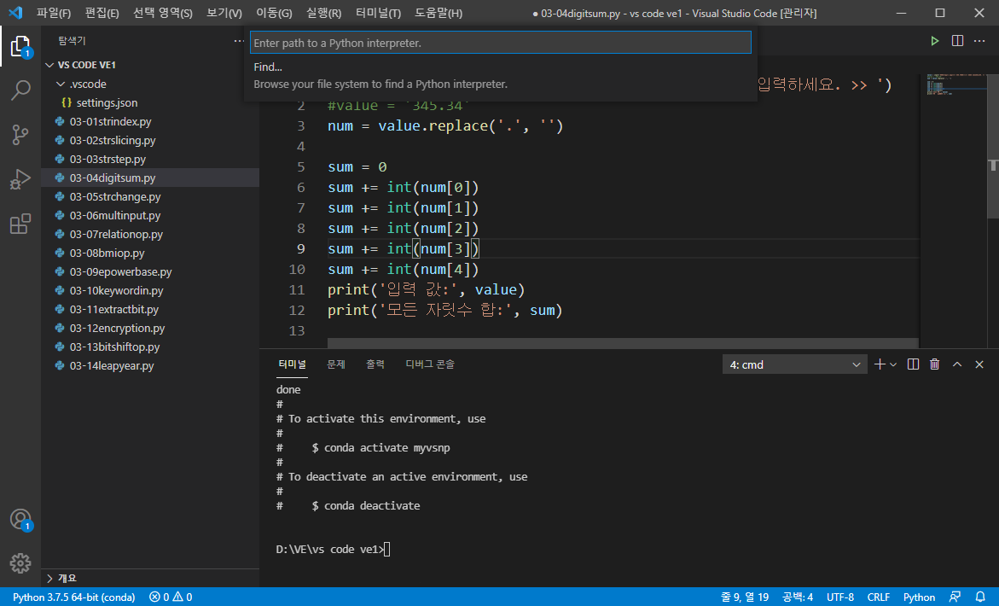 파일(F) 편집(E) 선택 영역(S) 보기(V) 이동(G) 실행(R) 터미널(T) 도움말(H) ● 03-04digitsum.py - vs code ve1 - Visual Studio Code [관리자]
탐색기
Enter path to a Python interpreter.
Find...
Browse your file system to find a Python interpreter.
VS CODE VE1
.vscode
settings.json
03-01strindex.py
03-02strslicing.py
03-03strstep.py
03-04digitsum.py
03-05strchange.py
03-06multinput.py
03-07relationop.py
03-08bmiop.py
03-09epowerbase.py
03-10keywordin.py
03-11extractbit.py
03-12encryption.py
03-13bitshiftop.py
03-14leapyear.py
개요
입력하세요. >> ')
2 #value = '345.34'
3 num = value.replace('.', '')
4
5 sum = 0
6 sum += int(num[0])
7 sum += int(num[1])
8 sum += int(num[2])
9 sum += int(num[3])
10 sum += int(num[4])
11 print('입력 값:', value)
12 print('모든 자릿수 합:', sum)
13
터미널 문제 출력 디버그 콘솔 4: cmd
done
#
# To activate this environment, use
#
#     $ conda activate myvsnp
#
# To deactivate an active environment, use
#
#     $ conda deactivate
D:\VE\vs code ve1>
1
1
Python 3.7.5 64-bit (conda) 0 0 줄 9, 열 19 공백: 4 UTF-8 CRLF Python